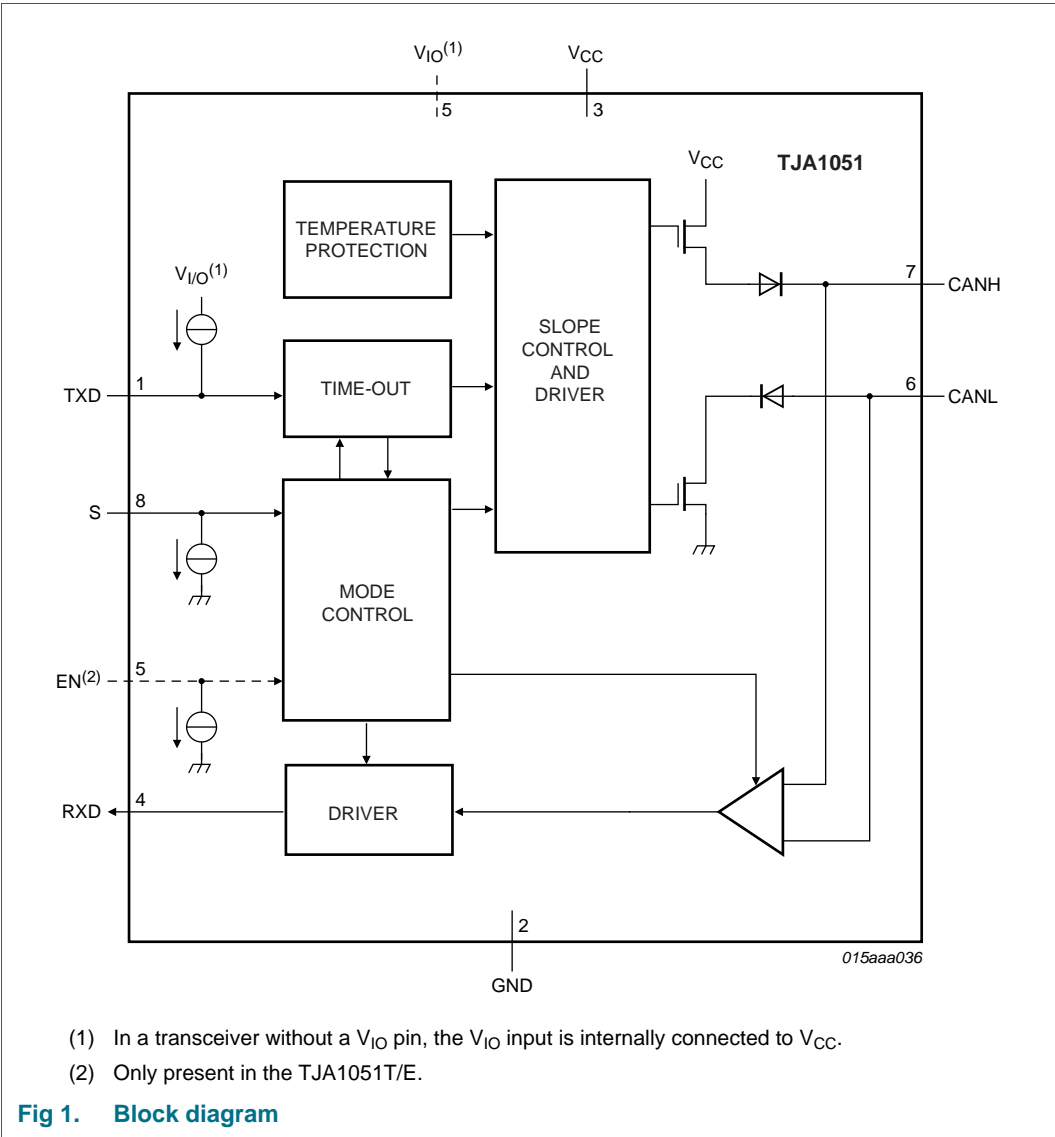 VIO(1)
VCC
5
3
VCC
TJA1051
TEMPERATURE
PROTECTION
VI/O(1)
7
CANH
SLOPE
CONTROL
AND
DRIVER
TXD
1
TIME-OUT
6
CANL
S
8
MODE
CONTROL
EN(2)
5
RXD
4
DRIVER
2
015aaa036
GND
(1) In a transceiver without a VIO pin, the VIO input is internally connected to VCC.
(2) Only present in the TJA1051T/E.
Fig 1. Block diagram